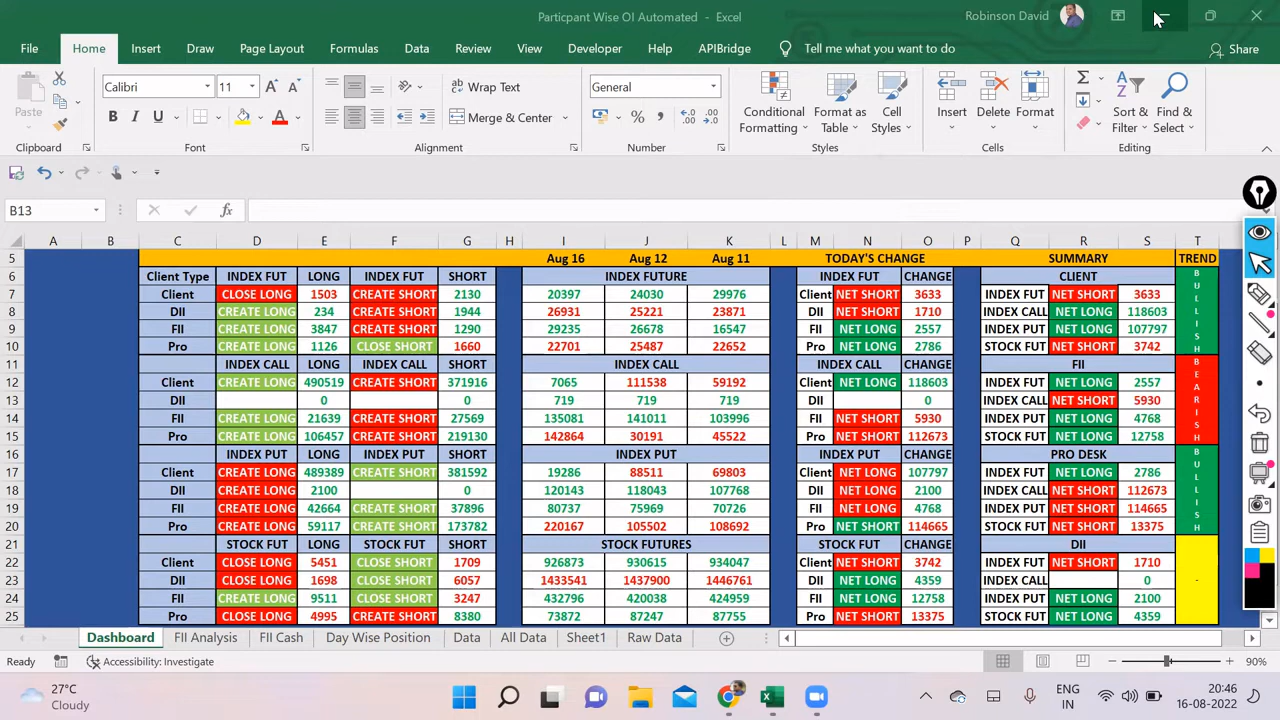 Particpant Wise OI Automated - Excel
Robinson David
File Home Insert Draw Page Layout Formulas Data Review View Developer Help APIBridge Tell me what you want to do Share
Paste Calibri 11 Wrap Text General Conditional Formatting Format as Table Cell Styles Insert Delete Format Sort & Filter Find & Select
B I U A Merge & Center % 
Clipboard Font Alignment Number Styles Cells Editing
B13 fx
A B C D E F G H I J K L M N O P Q R S T
5 Aug 16 Aug 12 Aug 11 TODAY'S CHANGE SUMMARY TREND
6 Client Type INDEX FUT LONG INDEX FUT SHORT INDEX FUTURE INDEX FUT CHANGE CLIENT BULLISH
7 Client CLOSE LONG 1503 CREATE SHORT 2130 20397 24030 29976 Client NET SHORT 3633 INDEX FUT NET SHORT 3633
8 DII CREATE LONG 234 CREATE SHORT 1944 26931 25221 23871 DII NET SHORT 1710 INDEX CALL NET LONG 118603
9 FII CREATE LONG 3847 CREATE SHORT 1290 29235 26678 16547 FII NET LONG 2557 INDEX PUT NET LONG 107797
10 Pro CREATE LONG 1126 CLOSE SHORT 1660 22701 25487 22652 Pro NET LONG 2786 STOCK FUT NET SHORT 3742
11 INDEX CALL LONG INDEX CALL SHORT INDEX CALL INDEX CALL CHANGE FII BEARISH
12 Client CREATE LONG 490519 CREATE SHORT 371916 7065 111538 59192 Client NET LONG 118603 INDEX FUT NET LONG 2557
13 DII 0 0 719 719 719 DII 0 INDEX CALL NET SHORT 5930
14 FII CREATE LONG 21639 CREATE SHORT 27569 135081 141011 103996 FII NET SHORT 5930 INDEX PUT NET LONG 4768
15 Pro CREATE LONG 106457 CREATE SHORT 219130 142864 30191 45522 Pro NET SHORT 112673 STOCK FUT NET LONG 12758
16 INDEX PUT LONG INDEX PUT SHORT INDEX PUT INDEX PUT CHANGE PRO DESK BULLISH
17 Client CREATE LONG 489389 CREATE SHORT 381592 19286 88511 69803 Client NET LONG 107797 INDEX FUT NET LONG 2786
18 DII CREATE LONG 2100 0 120143 118043 107768 DII NET LONG 2100 INDEX CALL NET SHORT 112673
19 FII CREATE LONG 42664 CREATE SHORT 37896 80737 75969 70726 FII NET LONG 4768 INDEX PUT NET SHORT 114665
20 Pro CREATE LONG 59117 CREATE SHORT 173782 220167 105502 108692 Pro NET SHORT 114665 STOCK FUT NET SHORT 13375
21 STOCK FUT LONG STOCK FUT SHORT STOCK FUTURES STOCK FUT CHANGE DII -
22 Client CLOSE LONG 5451 CLOSE SHORT 1709 926873 930615 934047 Client NET SHORT 3742 INDEX FUT NET SHORT 1710
23 DII CLOSE LONG 1698 CLOSE SHORT 6057 1433541 1437900 1446761 DII NET LONG 4359 INDEX CALL 0
24 FII CREATE LONG 9511 CLOSE SHORT 3247 432796 420038 424959 FII NET LONG 12758 INDEX PUT NET LONG 2100
25 Pro CLOSE LONG 4995 CREATE SHORT 8380 73872 87247 87755 Pro NET SHORT 13375 STOCK FUT NET LONG 4359
Dashboard FII Analysis FII Cash Day Wise Position Data All Data Sheet1 Raw Data
Ready Accessibility: Investigate 90%
27°C
Cloudy
ENG
IN
20:46
16-08-2022